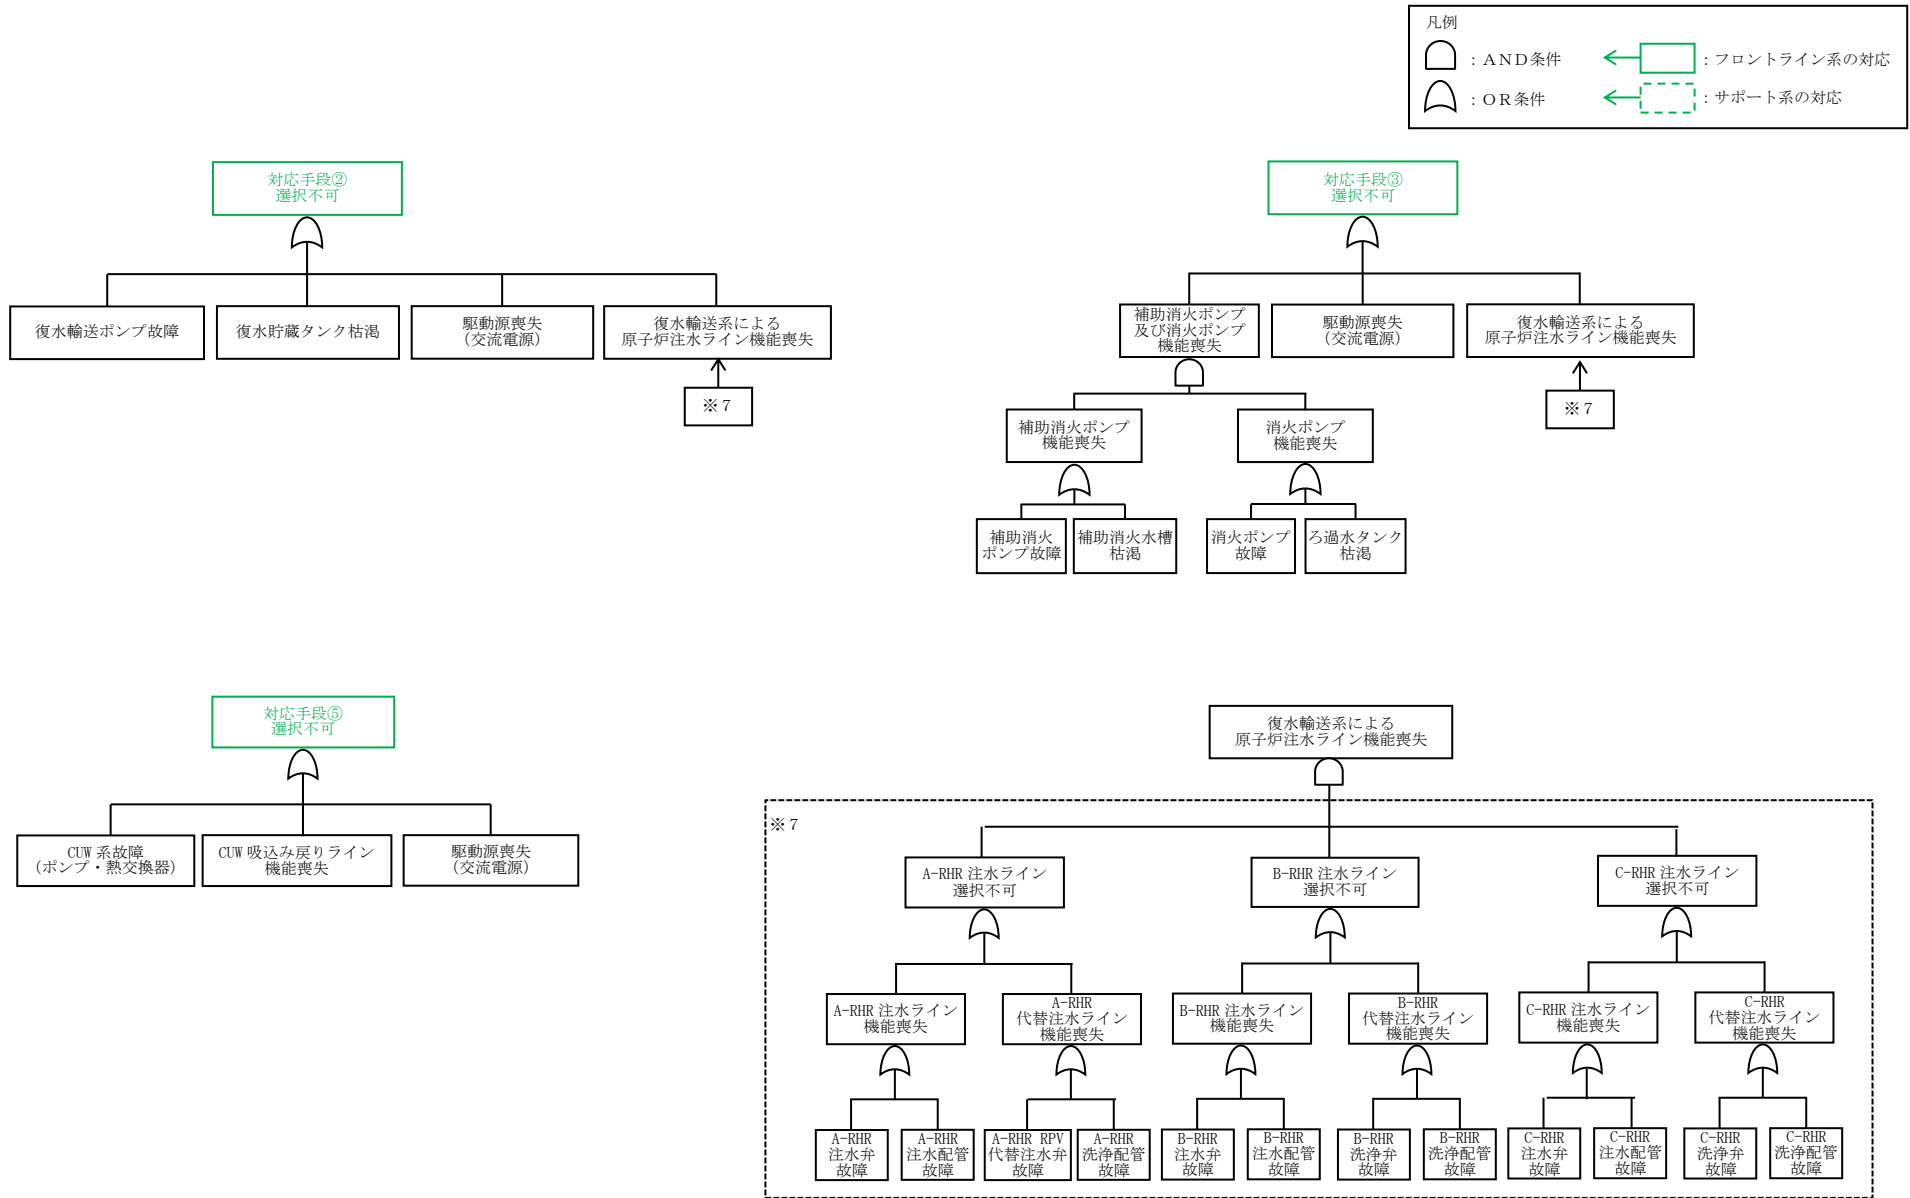 凡例
：ＡＮＤ条件
：フロントライン系の対応
：ＯＲ条件
：サポート系の対応
対応手段②
選択不可
復水輸送ポンプ故障
復水貯蔵タンク枯渇
駆動源喪失
（交流電源）
復水輸送系による
原子炉注水ライン機能喪失
※７
対応手段③
選択不可
補助消火ポンプ
及び消火ポンプ
機能喪失
駆動源喪失
（交流電源）
復水輸送系による
原子炉注水ライン機能喪失
※７
補助消火ポンプ
機能喪失
消火ポンプ
機能喪失
補助消火
ポンプ故障
補助消火水槽
枯渇
消火ポンプ
故障
ろ過水タンク
枯渇
対応手段⑤
選択不可
CUW 系故障
（ポンプ・熱交換器）
CUW 吸込み戻りライン
機能喪失
駆動源喪失
（交流電源）
復水輸送系による
原子炉注水ライン機能喪失
※７
A-RHR 注水ライン
選択不可
B-RHR 注水ライン
選択不可
C-RHR 注水ライン
選択不可
A-RHR 注水ライン
機能喪失
A-RHR
代替注水ライン
機能喪失
B-RHR 注水ライン
機能喪失
B-RHR
代替注水ライン
機能喪失
C-RHR 注水ライン
機能喪失
C-RHR
代替注水ライン
機能喪失
A-RHR
注水弁
故障
A-RHR
注水配管
故障
A-RHR RPV
代替注水弁
故障
A-RHR
洗浄配管
故障
B-RHR
注水弁
故障
B-RHR
注水配管
故障
B-RHR
洗浄弁
故障
B-RHR
洗浄配管
故障
C-RHR
注水弁
故障
C-RHR
注水配管
故障
C-RHR
洗浄弁
故障
C-RHR
洗浄配管
故障